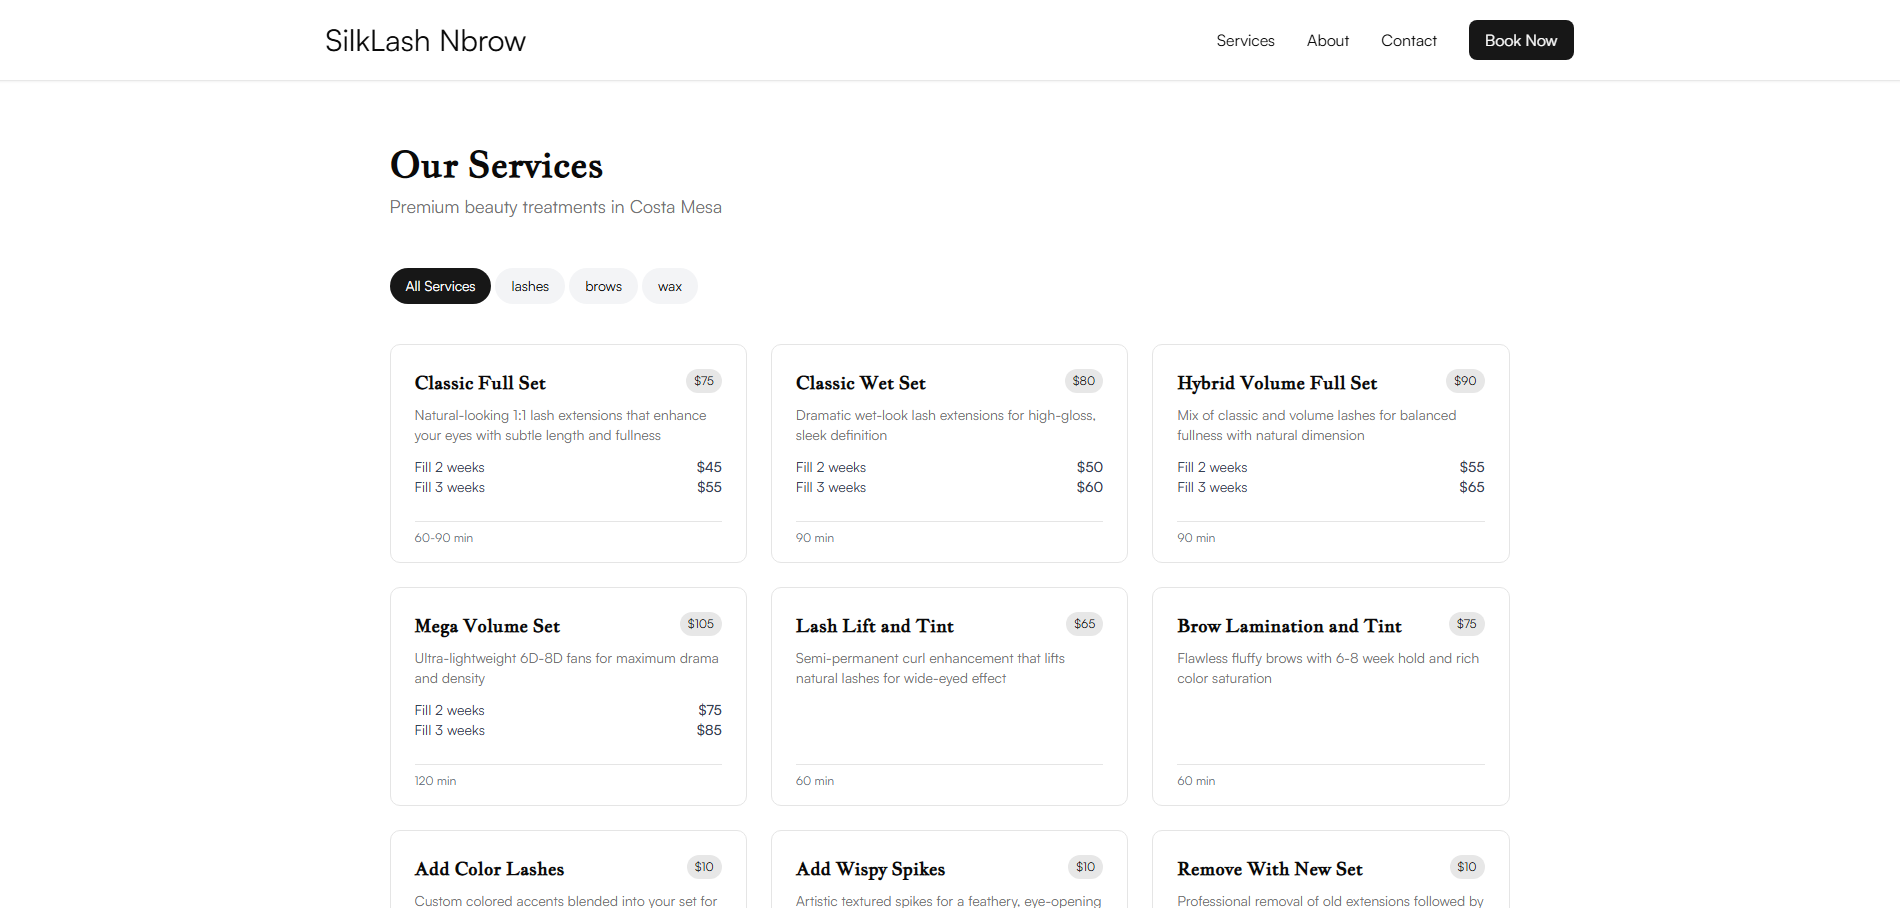 SilkLash Nbrow
Services
About
Contact
Book Now
Our Services
Premium beauty treatments in Costa Mesa
All Services
lashes
brows
wax
Classic Full Set
$75
Natural-looking 1:1 lash extensions that enhance
your eyes with subtle length and fullness
Fill 2 weeks $45
Fill 3 weeks $55
60-90 min
Classic Wet Set
$80
Dramatic wet-look lash extensions for high-gloss,
sleek definition
Fill 2 weeks $50
Fill 3 weeks $60
90 min
Hybrid Volume Full Set
$90
Mix of classic and volume lashes for balanced
fullness with natural dimension
Fill 2 weeks $55
Fill 3 weeks $65
90 min
Mega Volume Set
$105
Ultra-lightweight 6D-8D fans for maximum drama
and density
Fill 2 weeks $75
Fill 3 weeks $85
120 min
Lash Lift and Tint
$65
Semi-permanent curl enhancement that lifts
natural lashes for wide-eyed effect
60 min
Brow Lamination and Tint
$75
Flawless fluffy brows with 6-8 week hold and rich
color saturation
60 min
Add Color Lashes
$10
Custom colored accents blended into your set for
Add Wispy Spikes
$10
Artistic textured spikes for a feathery, eye-opening
Remove With New Set
$10
Professional removal of old extensions followed by